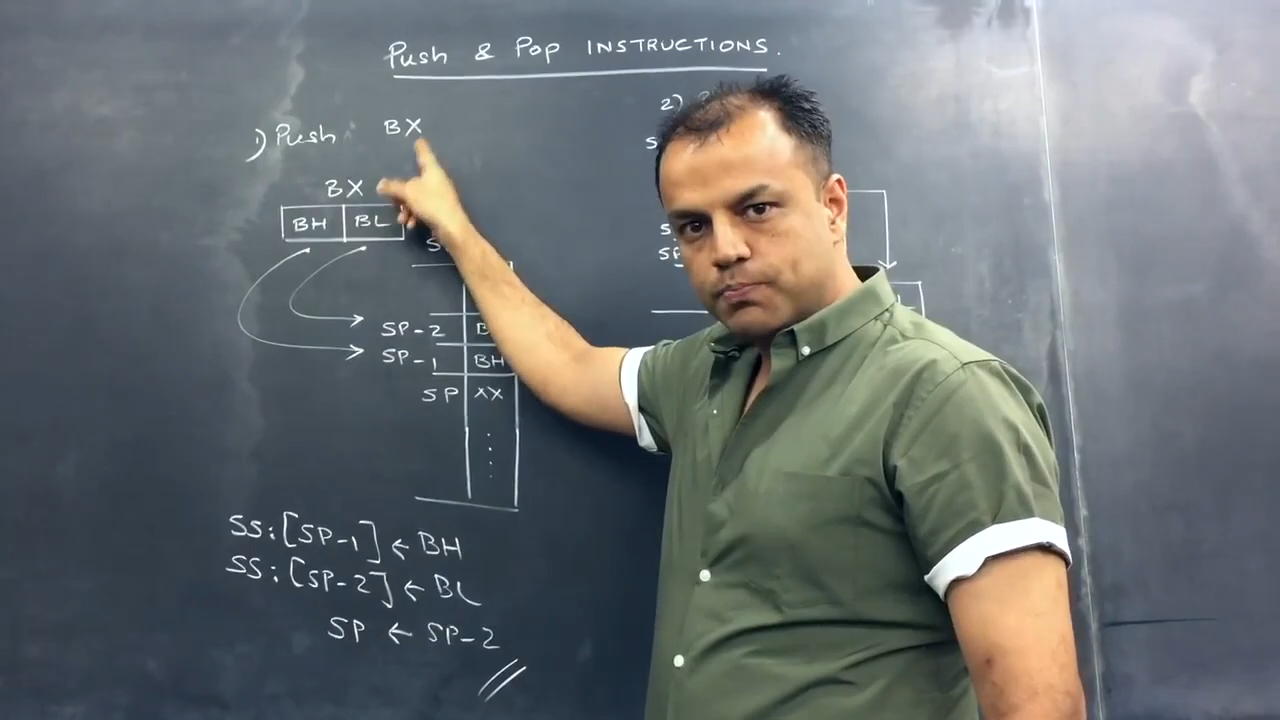 Push & Pop INSTRUCTIONS.
1) Push BX
2)
BX
BH BL
SP-2
SP-1 BH
SP XX
SS:[SP-1] ← BH
SS:[SP-2] ← BL
SP ← SP-2